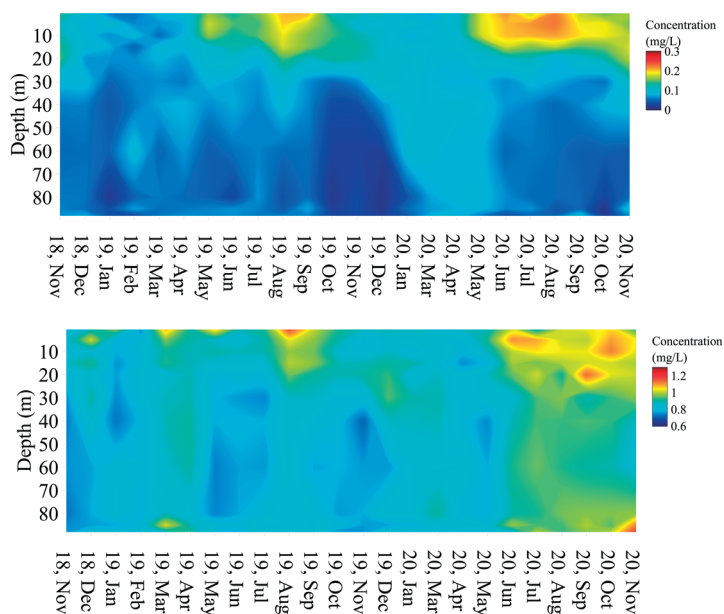 Concentration
(mg/L)
0.3
0.2
0.1
0
Depth (m)
10
20
30
40
50
60
70
80
18, Nov
18, Dec
19, Jan
19, Feb
19, Mar
19, Apr
19, May
19, Jun
19, Jul
19, Aug
19, Sep
19, Oct
19, Nov
19, Dec
20, Jan
20, Mar
20, Apr
20, May
20, Jun
20, Jul
20, Aug
20, Sep
20, Oct
20, Nov
Concentration
(mg/L)
1.2
1
0.8
0.6
Depth (m)
10
20
30
40
50
60
70
80
18, Nov
18, Dec
19, Jan
19, Feb
19, Mar
19, Apr
19, May
19, Jun
19, Jul
19, Aug
19, Sep
19, Oct
19, Nov
19, Dec
20, Jan
20, Mar
20, Apr
20, May
20, Jun
20, Jul
20, Aug
20, Sep
20, Oct
20, Nov